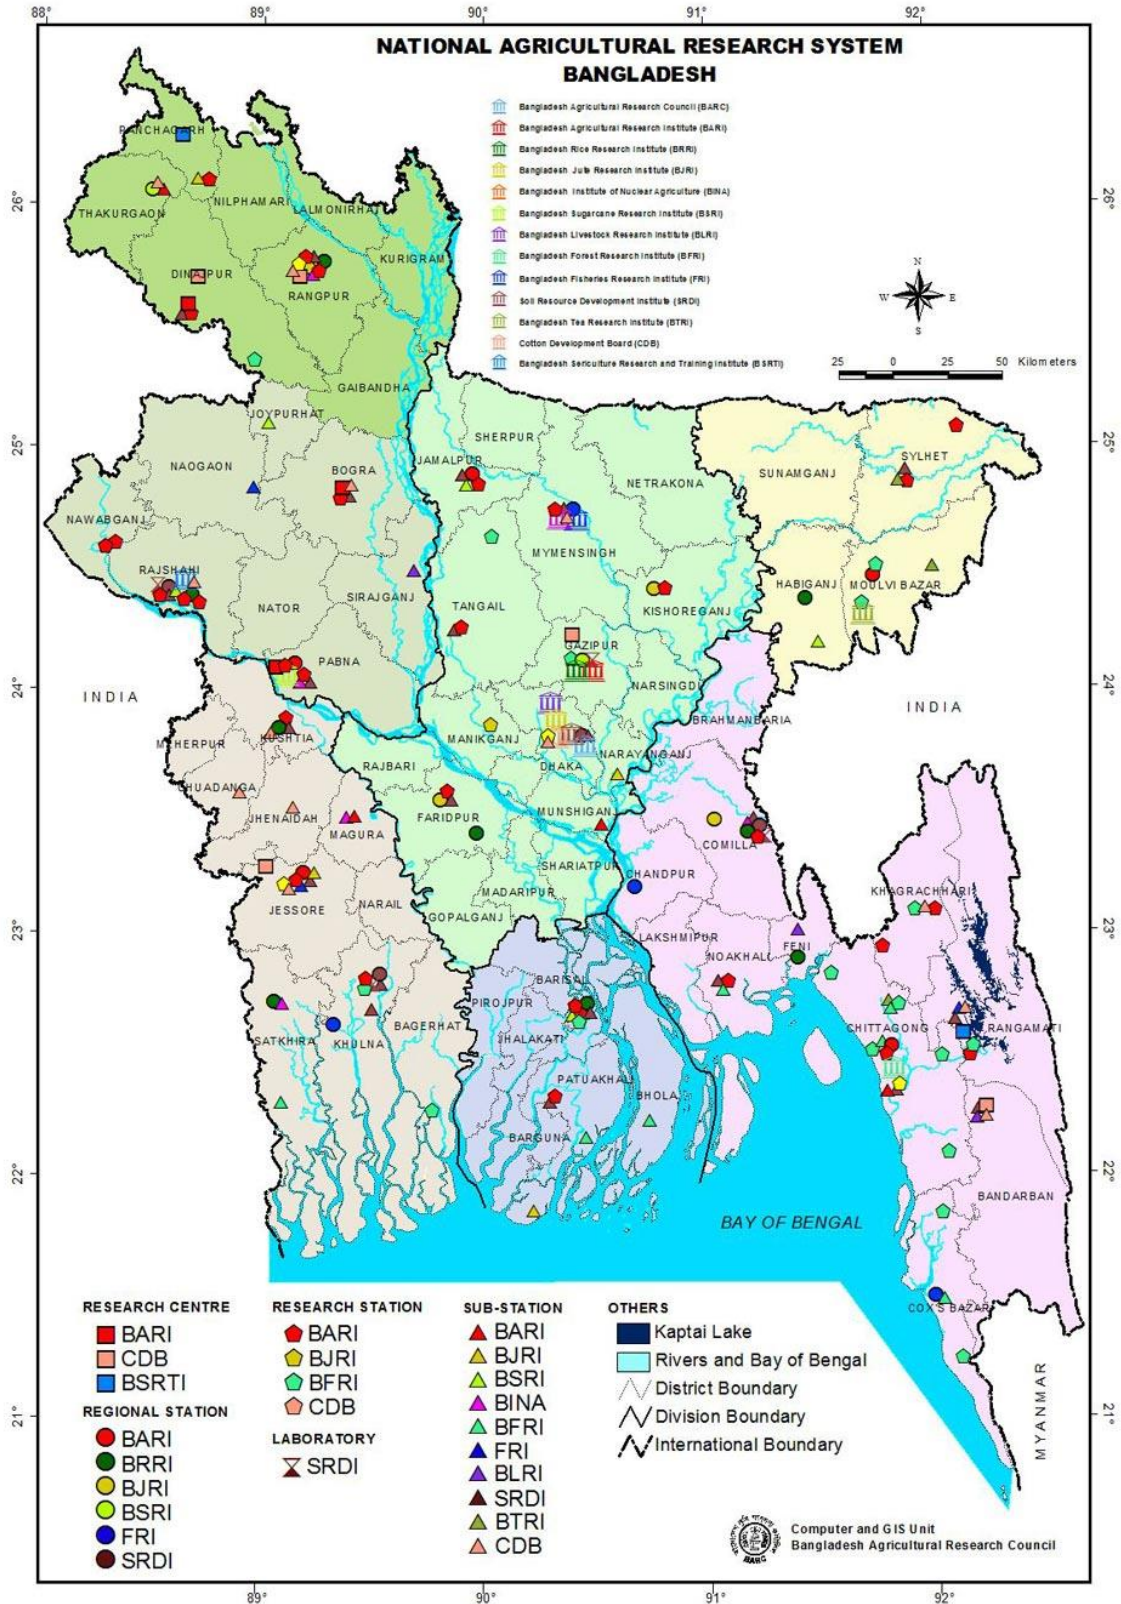 88°
89°
90°
91°
92°
NATIONAL AGRICULTURAL RESEARCH SYSTEM
BANGLADESH
Bangladesh Agricultural Research Council (BARC)
Bangladesh Agricultural Research Institute (BARI)
Bangladesh Rice Research Institute (BRRI)
Bangladesh Jute Research Institute (BJRI)
Bangladesh Institute of Nuclear Agriculture (BINA)
Bangladesh Sugarcane Research Institute (BSRI)
Bangladesh Livestock Research Institute (BLRI)
Bangladesh Forest Research Institute (BFRI)
Bangladesh Fisheries Research Institute (FRI)
Soil Resource Development Institute (SRDI)
Bangladesh Tea Research Institute (BTRI)
Cotton Development Board (CDB)
Bangladesh Sericulture Research and Training Institute (BSRTI)
N
W E
S
25 0 25 50 Kilometers
26°
26°
25°
25°
24°
24°
23°
23°
22°
22°
21°
21°
PANCHAGARH
THAKURGAON
NILPHAMARI
LALMONIRHAT
DINAJPUR
RANGPUR
KURIGRAM
GAIBANDHA
JOYPURHAT
NAOGAON
BOGRA
NAWABGANJ
RAJSHAHI
NATOR
SIRAJGANJ
PABNA
SHERPUR
JAMALPUR
NETRAKONA
MYMENSINGH
TANGAIL
KISHOREGANJ
GAZIPUR
NARSINGDI
MANIKGANJ
DHAKA
NARAYANGANJ
MUNSHIGANJ
RAJBARI
FARIDPUR
SHARIATPUR
MADARIPUR
GOPALGANJ
SUNAMGANJ
SYLHET
HABIGANJ
MOULVI BAZAR
INDIA
INDIA
BRAHMANBARIA
COMILLA
CHANDPUR
LAKSHMIPUR
NOAKHALI
FENI
KHAGRACHHARI
CHITTAGONG
RANGAMATI
BANDARBAN
COX'S BAZAR
KUSHTIA
MEHERPUR
CHUADANGA
JHENAIDAH
MAGURA
JESSORE
NARAIL
SATKHIRA
KHULNA
BAGERHAT
BARISAL
PIROJPUR
JHALAKATI
PATUAKHALI
BHOLA
BARGUNA
BAY OF BENGAL
MYANMAR
RESEARCH CENTRE
BARI
CDB
BSRTI
REGIONAL STATION
BARI
BRRI
BJRI
BSRI
FRI
SRDI
RESEARCH STATION
BARI
BJRI
BFRI
CDB
LABORATORY
SRDI
SUB-STATION
BARI
BJRI
BSRI
BINA
BFRI
FRI
BLRI
SRDI
BTRI
CDB
OTHERS
Kaptai Lake
Rivers and Bay of Bengal
District Boundary
Division Boundary
International Boundary
BARC
Computer and GIS Unit
Bangladesh Agricultural Research Council
89°
90°
91°
92°